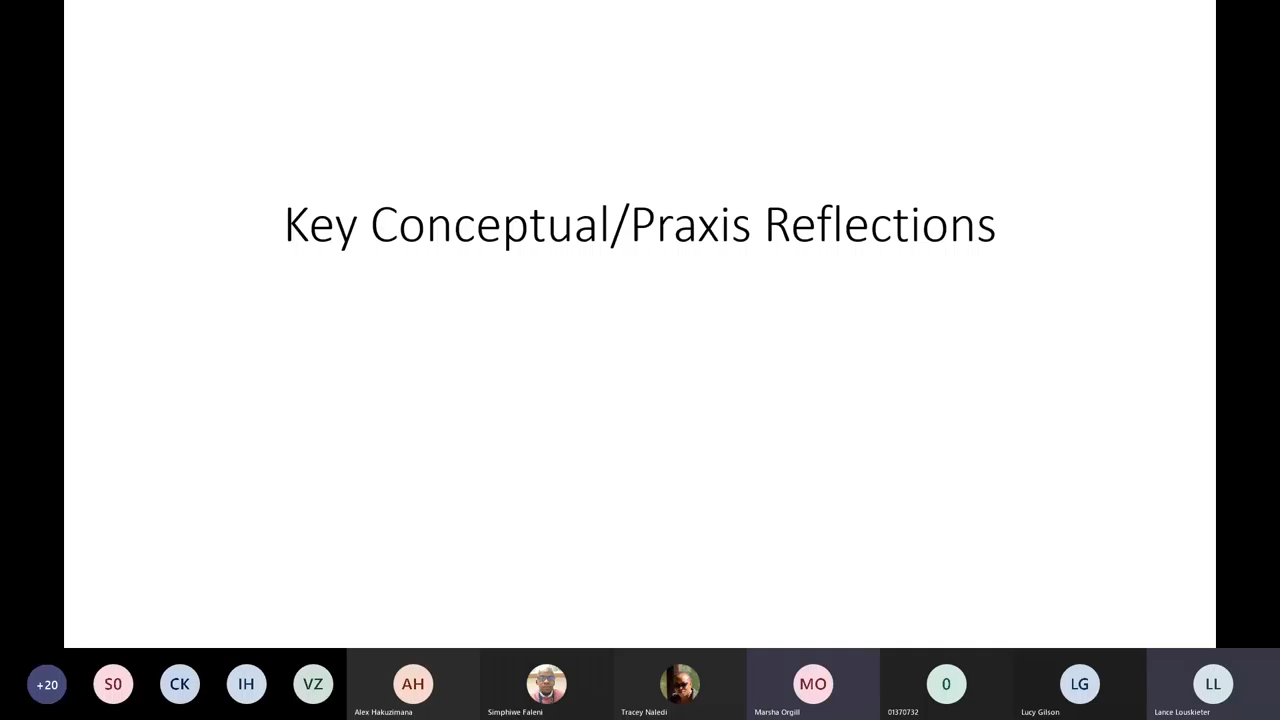 Key Conceptual/Praxis Reflections
+20
S0
CK
IH
VZ
AH
MO
0
LG
LL
Alex Hakuzimana
Simphiwe Faleni
Tracey Naledi
Marsha Orgill
01370732
Lucy Gilson
Lance Louskieter